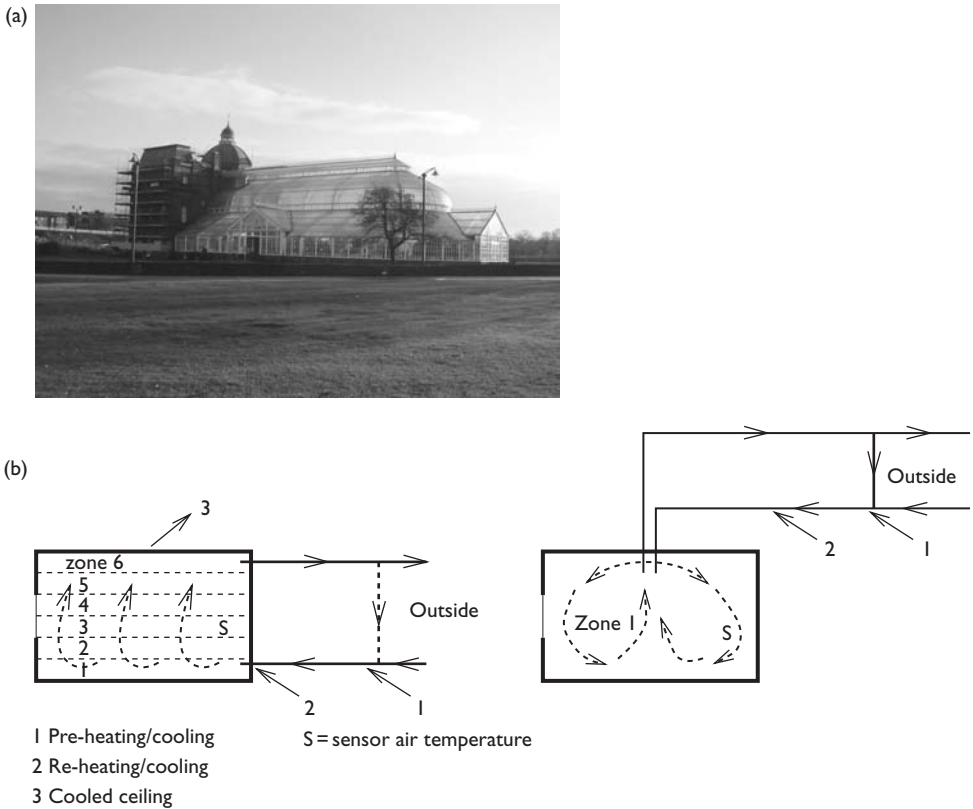 (a)
(b)
3
zone 6
5
4
3
2
1
S
Outside
2
1
Outside
2
1
Zone 1
S
1 Pre-heating/cooling
2 Re-heating/cooling
3 Cooled ceiling
S = sensor air temperature